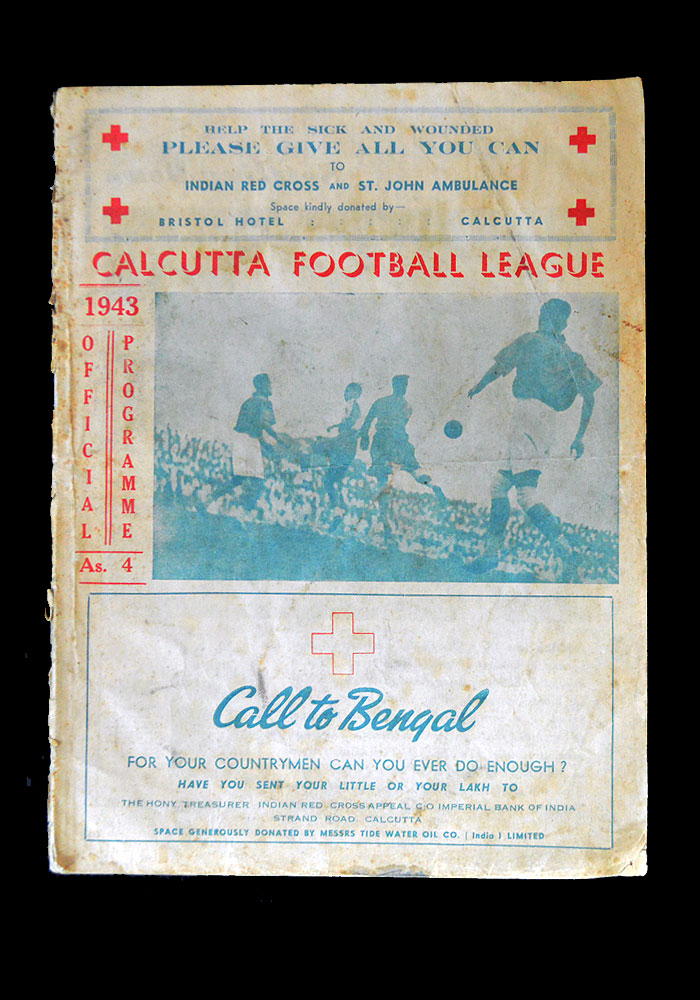 HELP THE SICK AND WOUNDED
PLEASE GIVE ALL YOU CAN
TO
INDIAN RED CROSS AND ST. JOHN AMBULANCE
Space kindly donated by—
BRISTOL HOTEL : : : : : CALCUTTA
CALCUTTA FOOTBALL LEAGUE
1943
OFFICIAL
PROGRAMME
As. 4
Call to Bengal
FOR YOUR COUNTRYMEN CAN YOU EVER DO ENOUGH ?
HAVE YOU SENT YOUR LITTLE OR YOUR LAKH TO
THE HONY. TREASURER INDIAN RED CROSS APPEAL C/O IMPERIAL BANK OF INDIA
STRAND ROAD CALCUTTA
SPACE GENEROUSLY DONATED BY MESSRS TIDE WATER OIL CO. ( India ) LIMITED